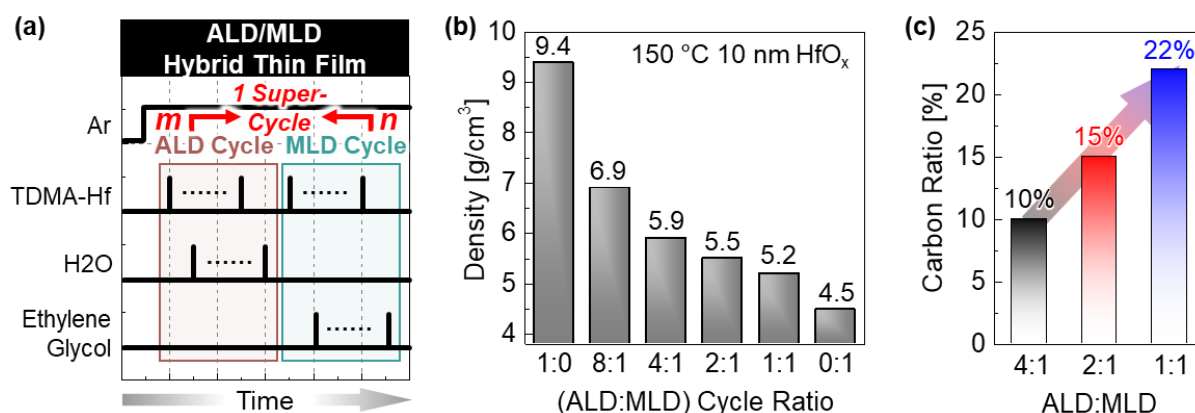 (a)
ALD/MLD
Hybrid Thin Film
1 Super-
m Cycle n
ALD Cycle MLD Cycle
Ar
TDMA-Hf
H2O
Ethylene
Glycol
Time
(b)
150 °C 10 nm HfOₓ
Density [g/cm³]
10
9
8
7
6
5
4
9.4
6.9
5.9
5.5
5.2
4.5
1:0 8:1 4:1 2:1 1:1 0:1
(ALD:MLD) Cycle Ratio
(c)
Carbon Ratio [%]
25
20
15
10
5
0
10%
15%
22%
4:1 2:1 1:1
ALD:MLD